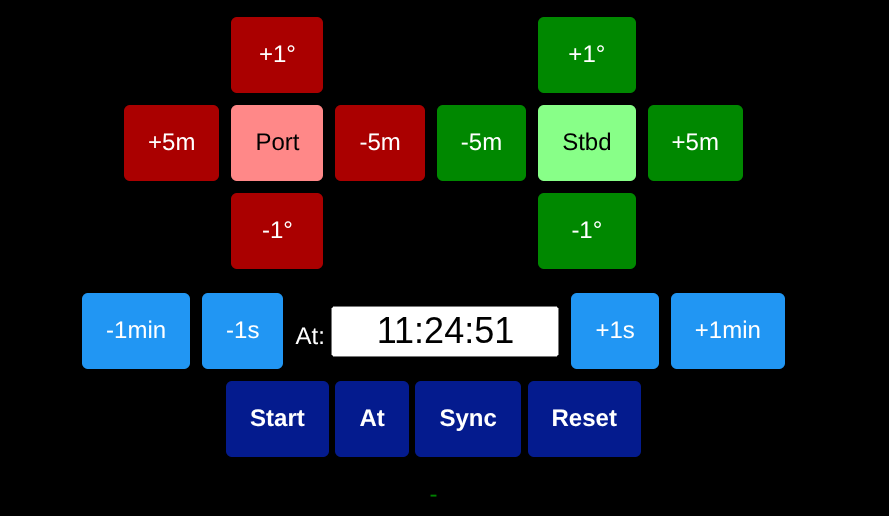 +1° +1°
+5m Port -5m -5m Stbd +5m
-1° -1°
-1min -1s At: 11:24:51 +1s +1min
Start At Sync Reset
-